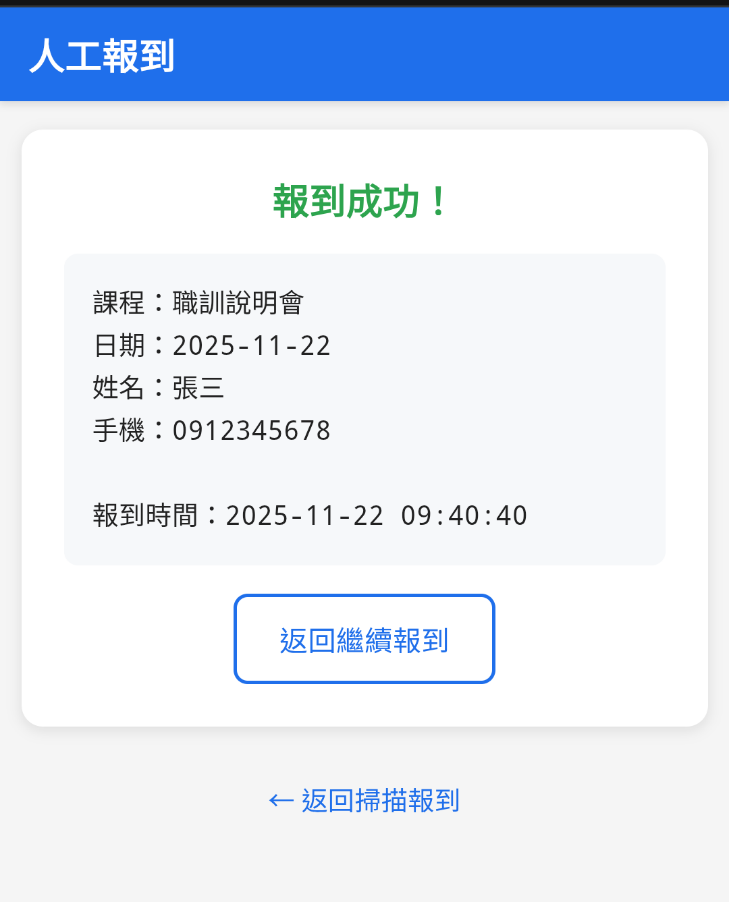 人工報到
報到成功！
課程：職訓說明會
日期：2025-11-22
姓名：張三
手機：0912345678
報到時間：2025-11-22 09:40:40
返回繼續報到
← 返回掃描報到